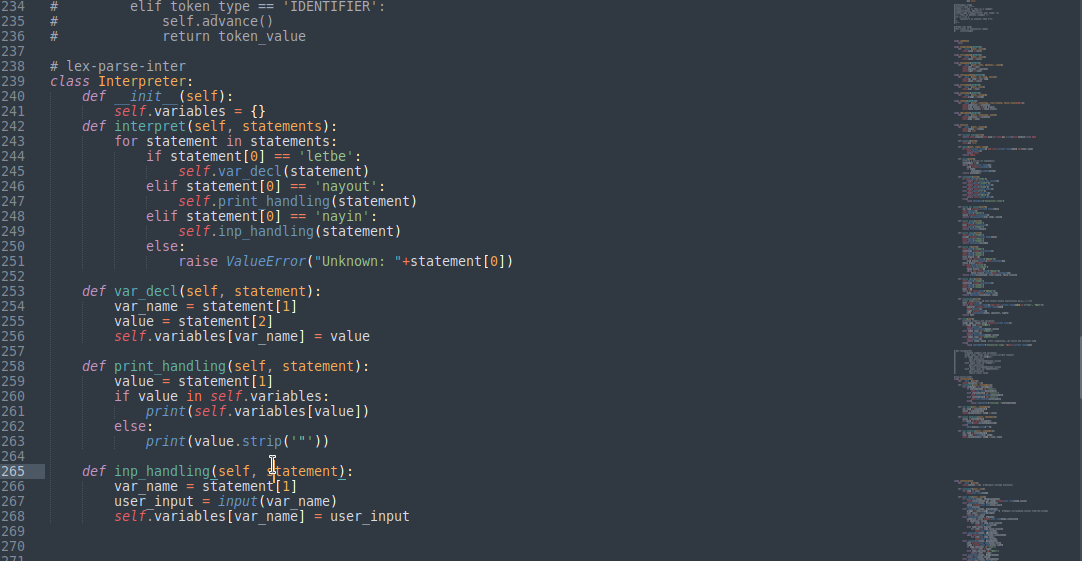 234 #         elif token_type == 'IDENTIFIER':
235 #             self.advance()
236 #             return token_value
237
238 # lex-parse-inter
239 class Interpreter:
240     def __init__(self):
241         self.variables = {}
242     def interpret(self, statements):
243         for statement in statements:
244             if statement[0] == 'letbe':
245                 self.var_decl(statement)
246             elif statement[0] == 'nayout':
247                 self.print_handling(statement)
248             elif statement[0] == 'nayin':
249                 self.inp_handling(statement)
250             else:
251                 raise ValueError("Unknown: "+statement[0])
252
253     def var_decl(self, statement):
254         var_name = statement[1]
255         value = statement[2]
256         self.variables[var_name] = value
257
258     def print_handling(self, statement):
259         value = statement[1]
260         if value in self.variables:
261             print(self.variables[value])
262         else:
263             print(value.strip('"'))
264
265     def inp_handling(self, statement):
266         var_name = statement[1]
267         user_input = input(var_name)
268         self.variables[var_name] = user_input
269
270
271